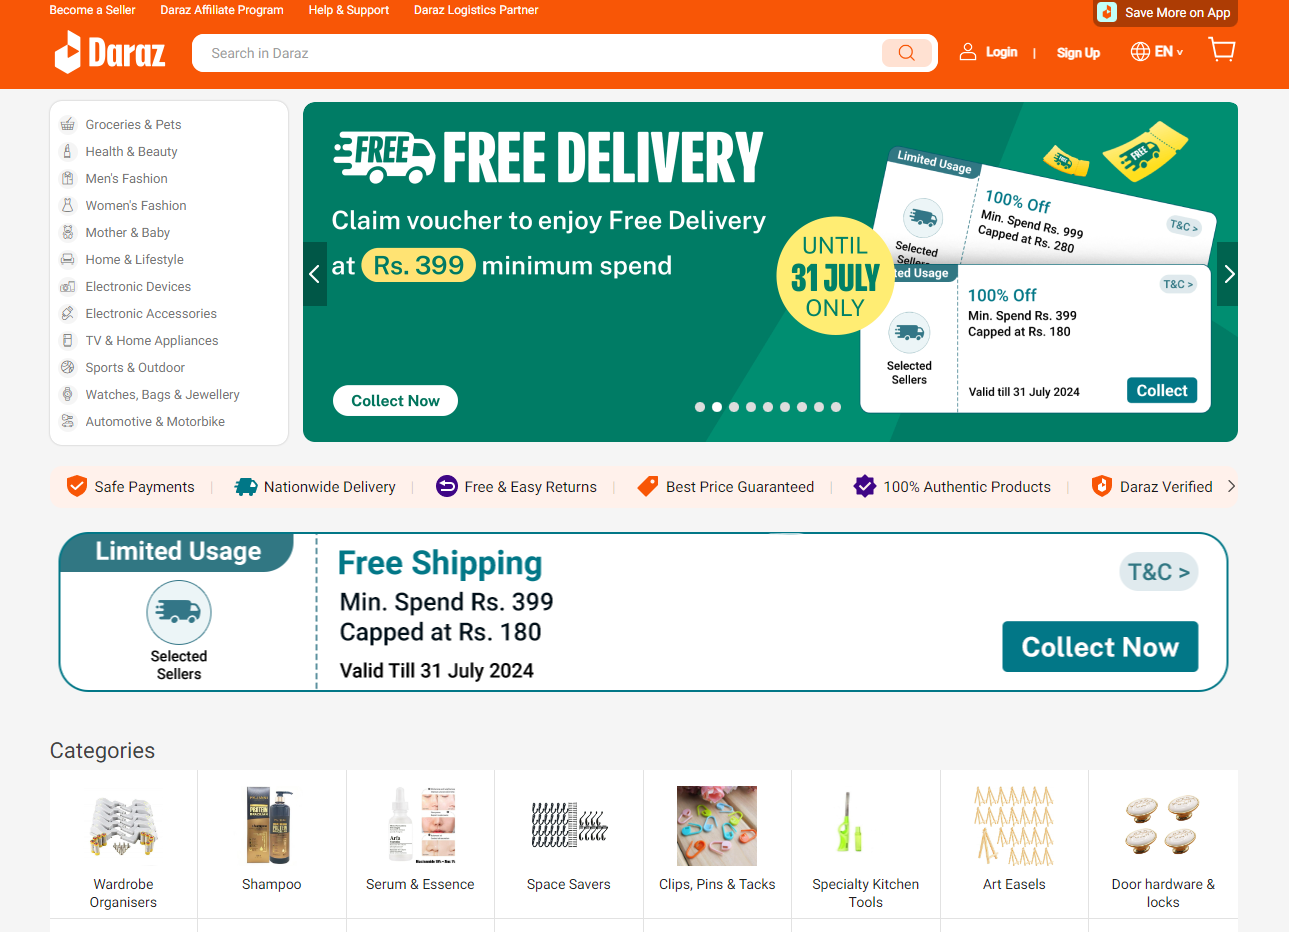 Become a Seller
Daraz Affiliate Program
Help & Support
Daraz Logistics Partner
Save More on App
Daraz
Search in Daraz
Login
|
Sign Up
EN
Groceries & Pets
Health & Beauty
Men's Fashion
Women's Fashion
Mother & Baby
Home & Lifestyle
Electronic Devices
Electronic Accessories
TV & Home Appliances
Sports & Outdoor
Watches, Bags & Jewellery
Automotive & Motorbike
FREE FREE DELIVERY
Claim voucher to enjoy Free Delivery
at Rs. 399 minimum spend
Collect Now
UNTIL
31 JULY
ONLY
FREE
Limited Usage
100% Off
Min. Spend Rs. 999
Capped at Rs. 280
T&C >
Selected
Sellers
ted Usage
100% Off
Min. Spend Rs. 399
Capped at Rs. 180
T&C >
Selected
Sellers
Valid till 31 July 2024
Collect
Safe Payments
Nationwide Delivery
Free & Easy Returns
Best Price Guaranteed
100% Authentic Products
Daraz Verified
Limited Usage
Selected
Sellers
Free Shipping
Min. Spend Rs. 399
Capped at Rs. 180
Valid Till 31 July 2024
T&C >
Collect Now
Categories
Wardrobe
Organisers
Shampoo
Serum & Essence
Space Savers
Clips, Pins & Tacks
Specialty Kitchen
Tools
Art Easels
Door hardware &
locks